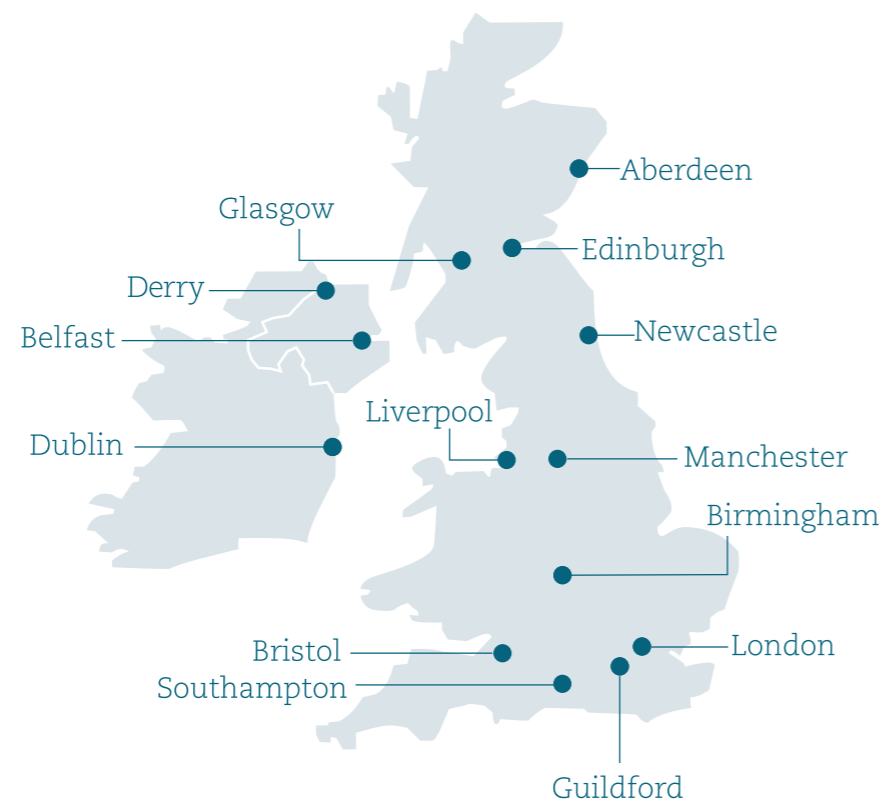 Aberdeen
Glasgow
Edinburgh
Derry
Belfast
Newcastle
Liverpool
Dublin
Manchester
Birmingham
Bristol
London
Southampton
Guildford